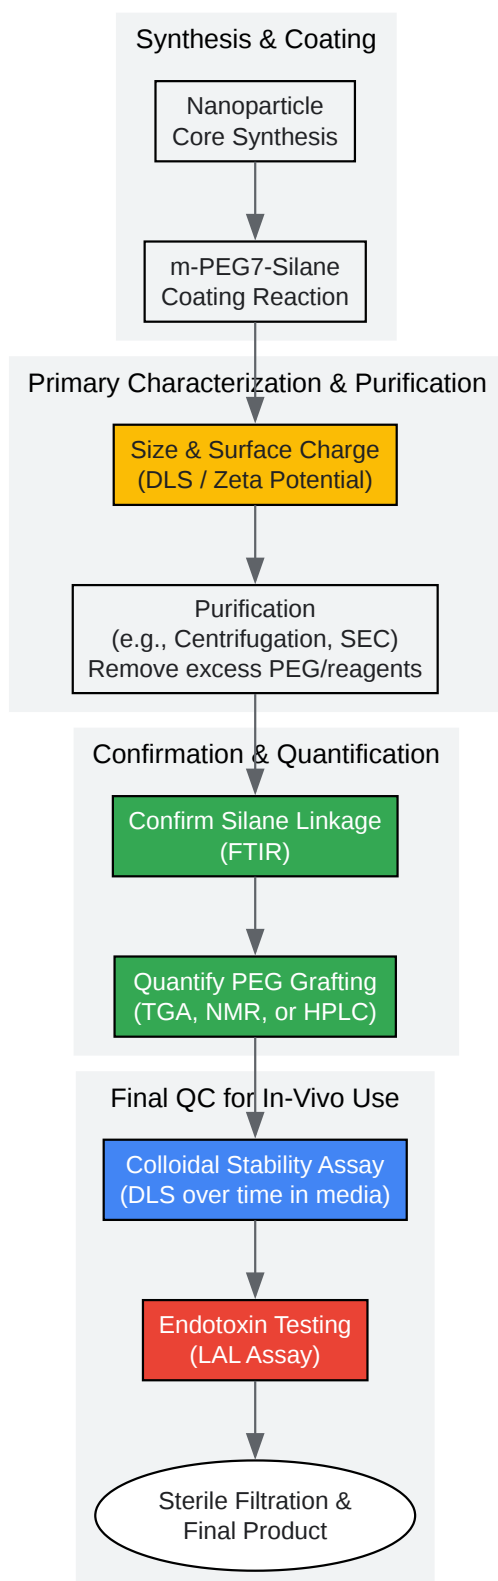 Synthesis & Coating
Nanoparticle
Core Synthesis
m-PEG7-Silane
Coating Reaction
Primary Characterization & Purification
Size & Surface Charge
(DLS / Zeta Potential)
Purification
(e.g., Centrifugation, SEC)
Remove excess PEG/reagents
Confirmation & Quantification
Confirm Silane Linkage
(FTIR)
Quantify PEG Grafting
(TGA, NMR, or HPLC)
Final QC for In-Vivo Use
Colloidal Stability Assay
(DLS over time in media)
Endotoxin Testing
(LAL Assay)
Sterile Filtration &
Final Product